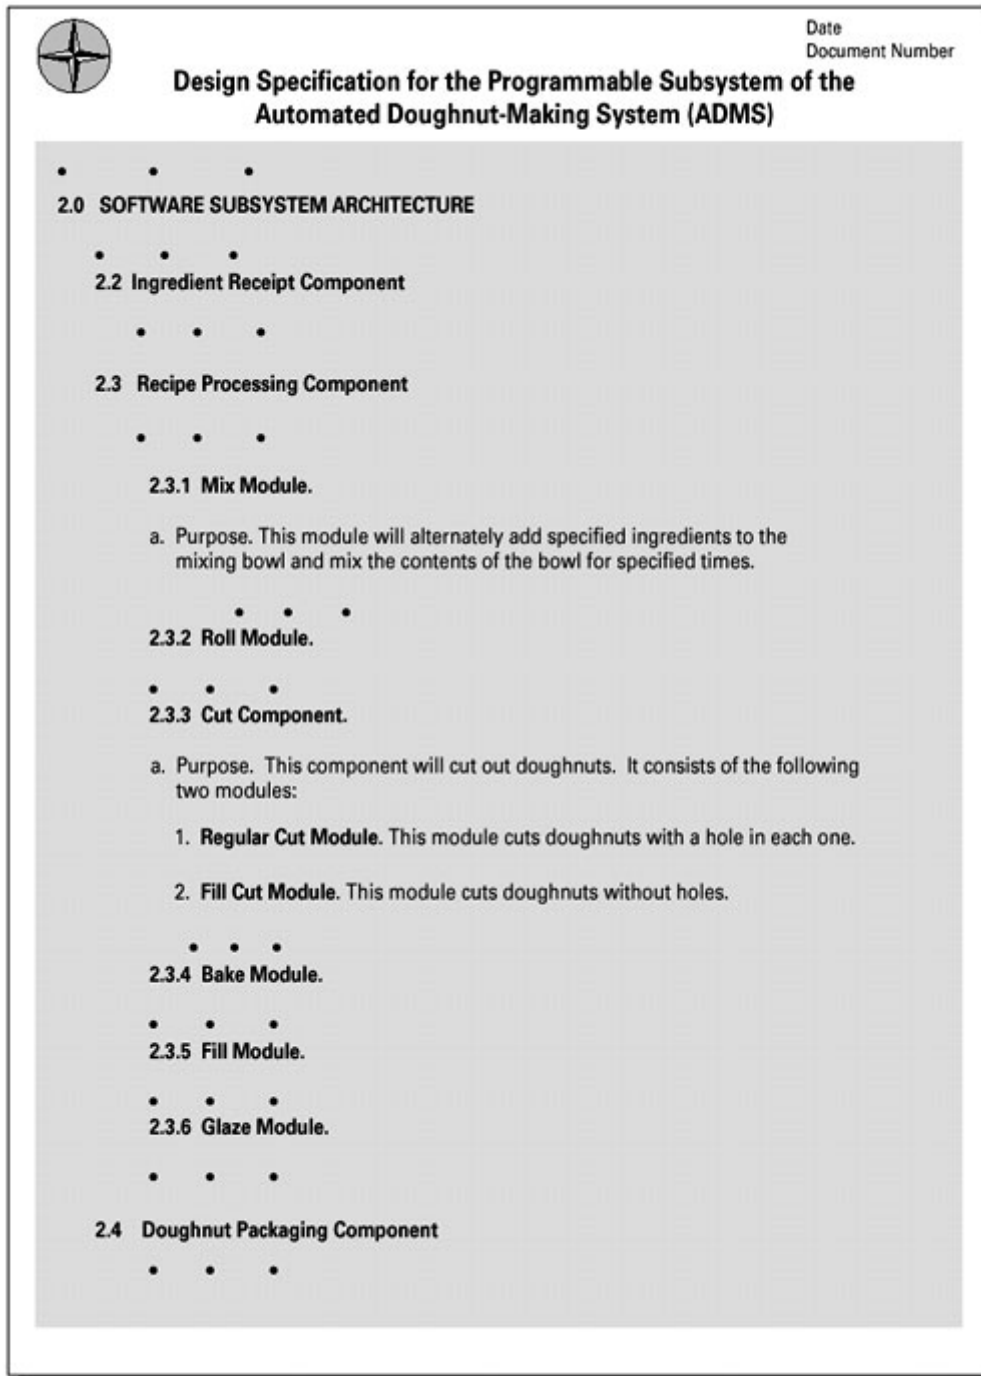 Date
Document Number
Design Specification for the Programmable Subsystem of the
Automated Doughnut-Making System (ADMS)
• • •
2.0 SOFTWARE SUBSYSTEM ARCHITECTURE
• • •
2.2 Ingredient Receipt Component
• • •
2.3 Recipe Processing Component
• • •
2.3.1 Mix Module.
a. Purpose. This module will alternately add specified ingredients to the
mixing bowl and mix the contents of the bowl for specified times.
• • •
2.3.2 Roll Module.
• • •
2.3.3 Cut Component.
a. Purpose. This component will cut out doughnuts. It consists of the following
two modules:
1. Regular Cut Module. This module cuts doughnuts with a hole in each one.
2. Fill Cut Module. This module cuts doughnuts without holes.
• • •
2.3.4 Bake Module.
• • •
2.3.5 Fill Module.
• • •
2.3.6 Glaze Module.
• • •
2.4 Doughnut Packaging Component
• • •